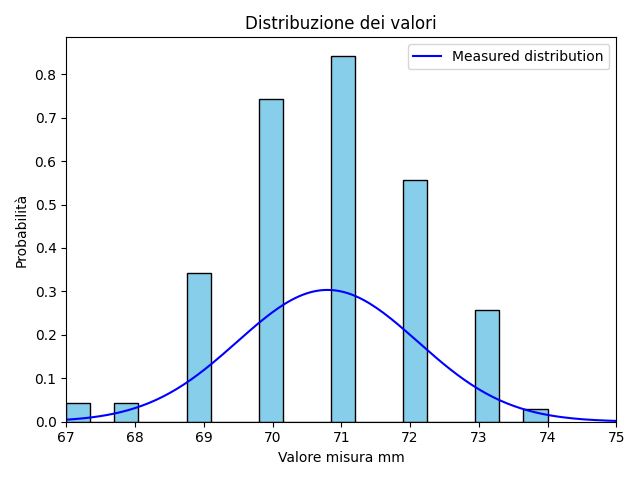 Distribuzione dei valori
Measured distribution
Probabilità
0.8
0.7
0.6
0.5
0.4
0.3
0.2
0.1
0.0
67 68 69 70 71 72 73 74 75
Valore misura mm